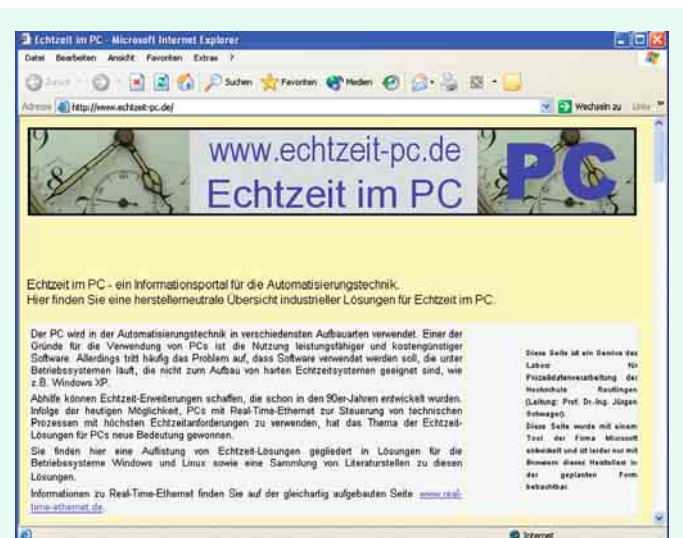 Echtzeit im PC - Microsoft Internet Explorer
Datei Bearbeiten Ansicht Favoriten Extras ?
Zurück Suchen Favoriten Medien
Adresse http://www.echtzeit-pc.de/ Wechseln zu Links »
www.echtzeit-pc.de
Echtzeit im PC
PC
Echtzeit im PC - ein Informationsportal für die Automatisierungstechnik.
Hier finden Sie eine herstellerneutrale Übersicht industrieller Lösungen für Echtzeit im PC.
Der PC wird in der Automatisierungstechnik in verschiedensten Aufbauarten verwendet. Einer der
Gründe für die Verwendung von PCs ist die Nutzung leistungsfähiger und kostengünstiger
Software. Allerdings tritt häufig das Problem auf, dass Software verwendet werden soll, die unter
Betriebssystemen läuft, die nicht zum Aufbau von harten Echtzeitsystemen geeignet sind, wie
z.B. Windows XP.
Abhilfe können Echtzeit-Erweiterungen schaffen, die schon in den 90er-Jahren entwickelt wurden.
Infolge der heutigen Möglichkeit, PCs mit Real-Time-Ethernet zur Steuerung von technischen
Prozessen mit höchsten Echtzeitanforderungen zu verwenden, hat das Thema der Echtzeit-
Lösungen für PCs neue Bedeutung gewonnen.
Sie finden hier eine Auflistung von Echtzeit-Lösungen gegliedert in Lösungen für die
Betriebssysteme Windows und Linux sowie eine Sammlung von Literaturstellen zu diesen
Lösungen.
Informationen zu Real-Time-Ethernet finden Sie auf der gleichartig aufgebauten Seite www.real-
time-ethernet.de.
Diese Seite ist ein Service des
Labors für
Prozeßdatenverarbeitung der
Hochschule Reutlingen
(Leitung: Prof. Dr.-Ing. Jürgen
Schwager).
Diese Seite wurde mit einem
Tool der Firma Microsoft
entwickelt und ist leider nur mit
Browsern dieses Herstellers in
der geplanten Form
betrachtbar.
Internet